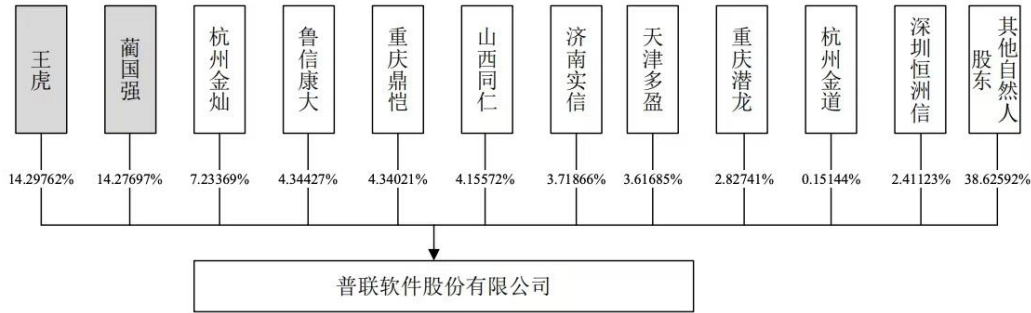 王虎
蔺国强
杭州金灿
鲁信康大
重庆鼎恺
山西同仁
济南实信
天津多盈
重庆潜龙
杭州金道
深圳恒洲信
其他自然人
股东
14.29762%
14.27697%
7.23369%
4.34427%
4.34021%
4.15572%
3.71866%
3.61685%
2.82741%
0.15144%
2.41123%
38.62592%
普联软件股份有限公司